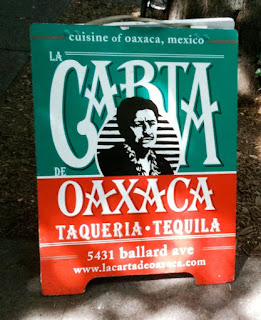 cuisine of oaxaca, mexico
LA
CARTA
DE
OAXACA
TAQUERIA · TEQUILA
5431 ballard ave
www.lacartadeoaxaca.com